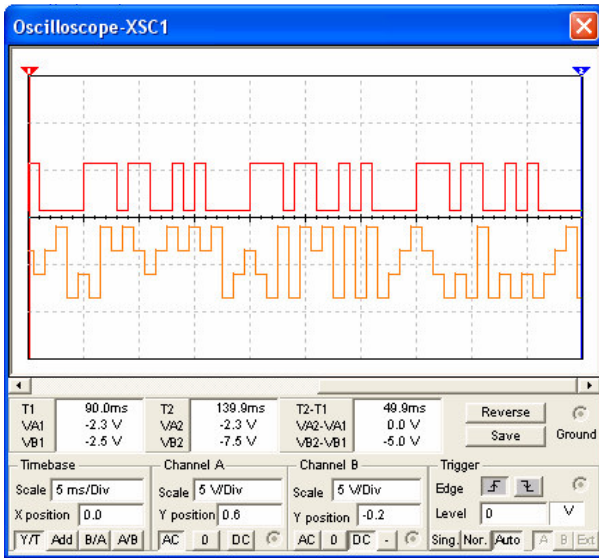 Oscilloscope-XSC1
1
2
T1 90.0ms T2 139.9ms T2-T1 49.9ms
VA1 -2.3 V VA2 -2.3 V VA2-VA1 0.0 V
VB1 -2.5 V VB2 -7.5 V VB2-VB1 -5.0 V
Reverse
Save
Ground
Timebase
Scale 5 ms/Div
X position 0.0
Y/T Add B/A A/B
Channel A
Scale 5 V/Div
Y position 0.6
AC 0 DC
Channel B
Scale 5 V/Div
Y position -0.2
AC 0 DC -
Trigger
Edge
Level 0 V
Sing. Nor. Auto A B Ext